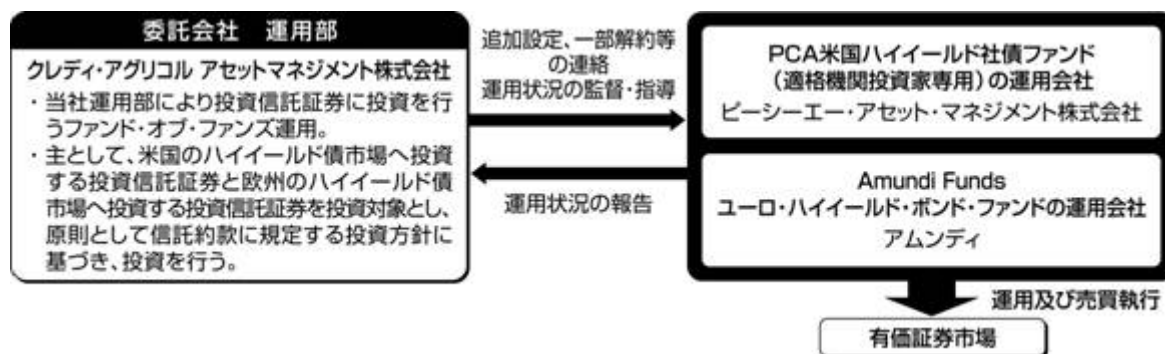 委託会社　運用部
クレディ・アグリコル アセットマネジメント株式会社
・当社運用部により投資信託証券に投資を行
うファンド・オブ・ファンズ運用。
・主として、米国のハイイールド債市場へ投資
する投資信託証券と欧州のハイイールド債
市場へ投資する投資信託証券を投資対象とし、
原則として信託約款に規定する投資方針に
基づき、投資を行う。
追加設定、一部解約等
の連絡
運用状況の監督・指導
運用状況の報告
PCA米国ハイイールド社債ファンド
（適格機関投資家専用）の運用会社
ピーシーエー・アセット・マネジメント株式会社
Amundi Funds
ユーロ・ハイイールド・ボンド・ファンドの運用会社
アムンディ
運用及び売買執行
有価証券市場